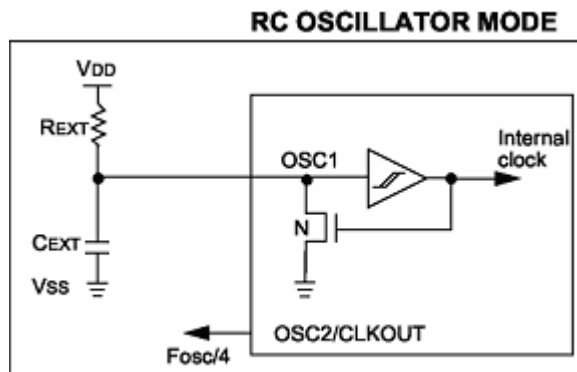 RC OSCILLATOR MODE
VDD
REXT
OSC1
Internal
clock
N
CEXT
VSS
OSC2/CLKOUT
Fosc/4